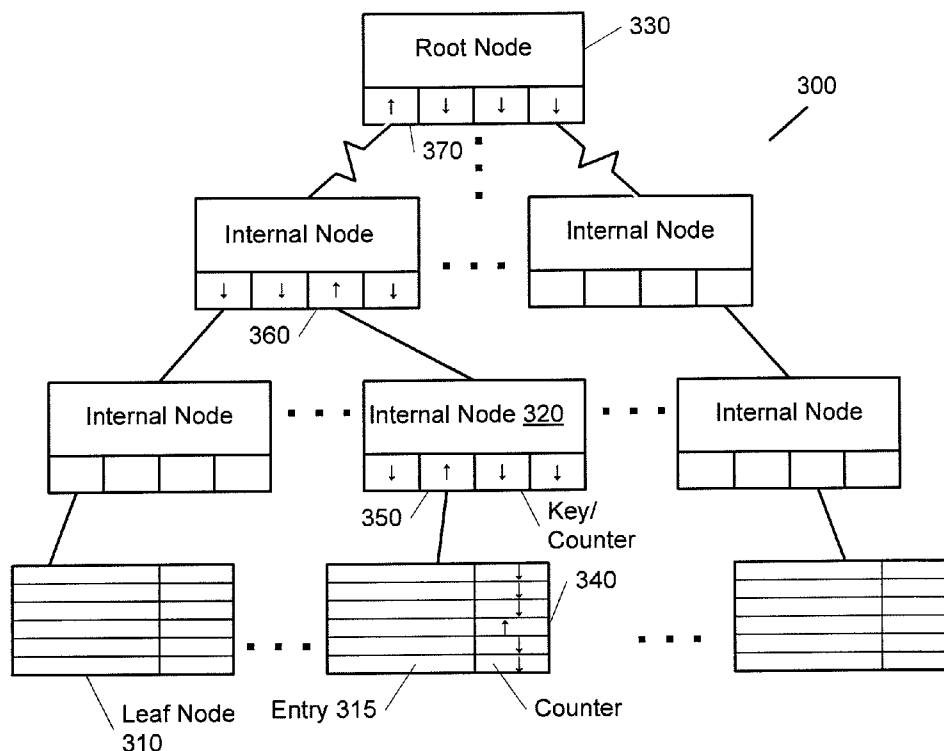 Root Node
330
↑ ↓ ↓ ↓
300
370
Internal Node
Internal Node
↓ ↓ ↑ ↓
360
Internal Node
Internal Node 320
Internal Node
↓ ↑ ↓ ↓
350
Key/
Counter
340
↓
↓
↓
↑
↓
↓
Leaf Node
310
Entry 315
Counter